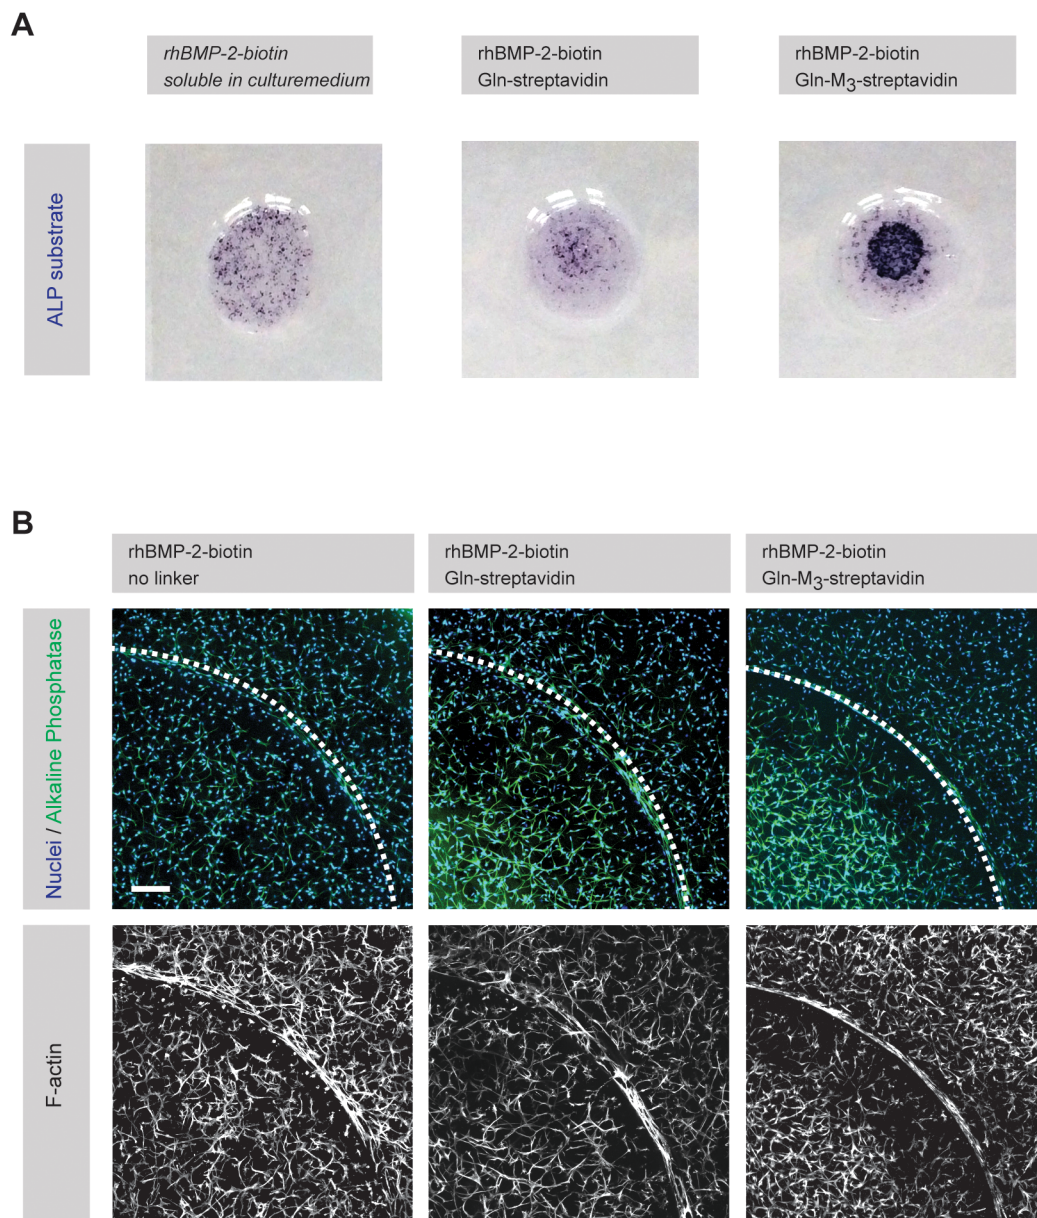 A
rhBMP-2-biotin
soluble in culturemedium
rhBMP-2-biotin
Gln-streptavidin
rhBMP-2-biotin
Gln-M3-streptavidin
ALP substrate
B
rhBMP-2-biotin
no linker
rhBMP-2-biotin
Gln-streptavidin
rhBMP-2-biotin
Gln-M3-streptavidin
Nuclei / Alkaline Phosphatase
F-actin